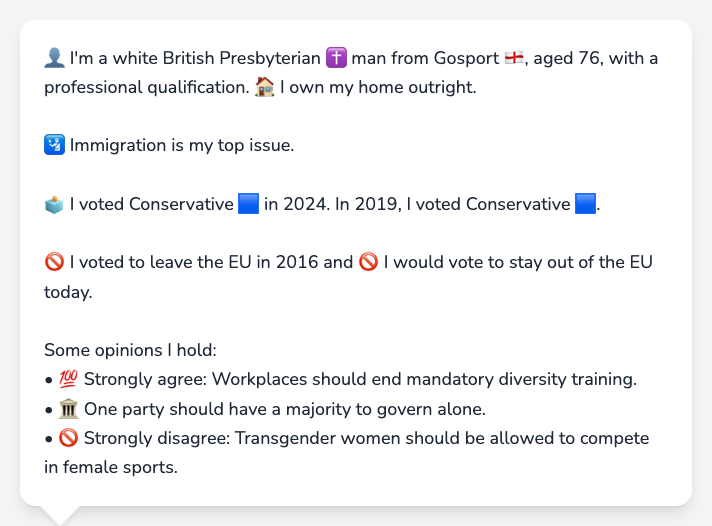 👤 I'm a white British Presbyterian ✝️ man from Gosport 🏴󠁧󠁢󠁥󠁮󠁧󠁿, aged 76, with a
professional qualification. 🏠 I own my home outright.
🛂 Immigration is my top issue.
🗳️ I voted Conservative 🟦 in 2024. In 2019, I voted Conservative 🟦.
🚫 I voted to leave the EU in 2016 and 🚫 I would vote to stay out of the EU
today.
Some opinions I hold:
• 💯 Strongly agree: Workplaces should end mandatory diversity training.
• 🏛️ One party should have a majority to govern alone.
• 🚫 Strongly disagree: Transgender women should be allowed to compete
in female sports.